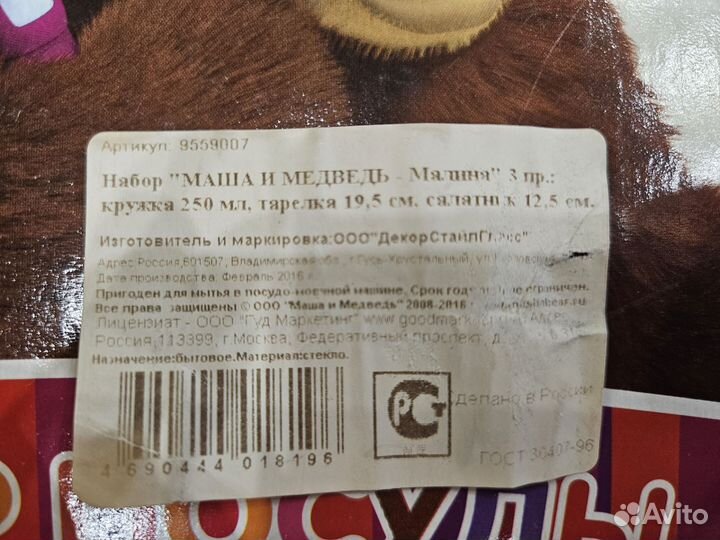 Артикул: 9559007
Набор "МАША И МЕДВЕДЬ - Малина" 3 пр.:
кружка 250 мл, тарелка 19,5 см, салатник 12,5 см.
Изготовитель и маркировка:ООО"ДекорСтайлГласс"
Адрес:Россия,601507, Владимирская обл., г.Гусь-Хрустальный,
Дата производства: Февраль 2016 г.
Пригоден для мытья в посудо-моечной машине. Срок годности не ограничен.
Все права защищены © ООО "Маша и Медведь" 2008-2016
Лицензиат - ООО "Гуд Маркетинг" Адрес:
Россия,113399, г.Москва, Федеративный проспект,
Назначение:бытовое.Материал:стекло.
4 690444 018196
РСТ
Сделано в России
ГОСТ 30407-96
ПОСУДЫ
Avito